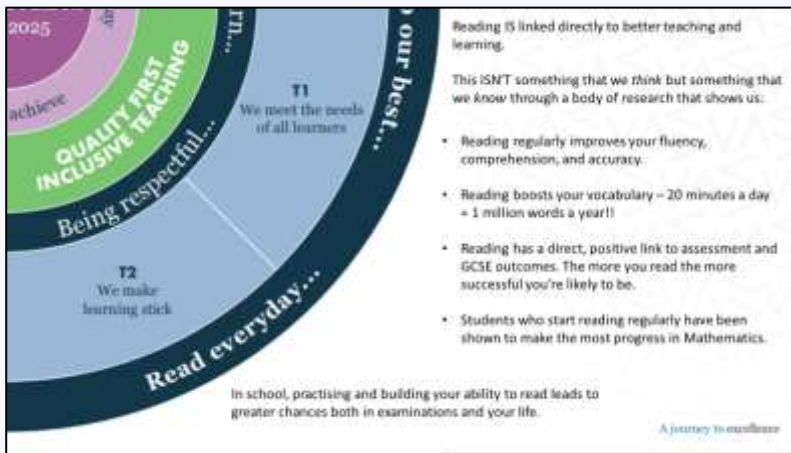 2025
achieve
QUALITY FIRST
INCLUSIVE TEACHING
Being respectful...
T1
We meet the needs
of all learners
T2
We make
learning stick
our best...
Read everyday...
Reading IS linked directly to better teaching and
learning.
This ISN'T something that we think but something that
we know through a body of research that shows us:
• Reading regularly improves your fluency,
comprehension, and accuracy.
• Reading boosts your vocabulary – 20 minutes a day
= 1 million words a year!!
• Reading has a direct, positive link to assessment and
GCSE outcomes. The more you read the more
successful you're likely to be.
• Students who start reading regularly have been
shown to make the most progress in Mathematics.
In school, practising and building your ability to read leads to
greater chances both in examinations and your life.
A journey to excellence